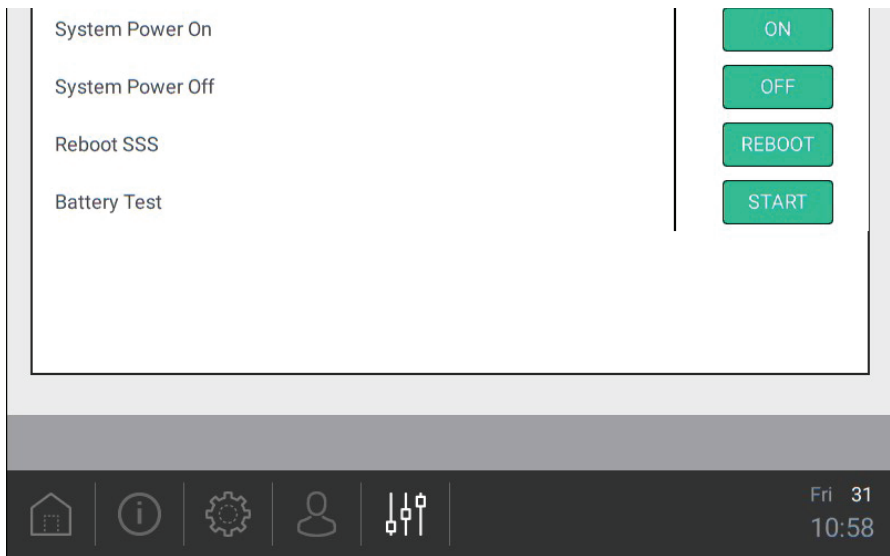 System Power On ON
System Power Off OFF
Reboot SSS REBOOT
Battery Test START
Fri 31
10:58